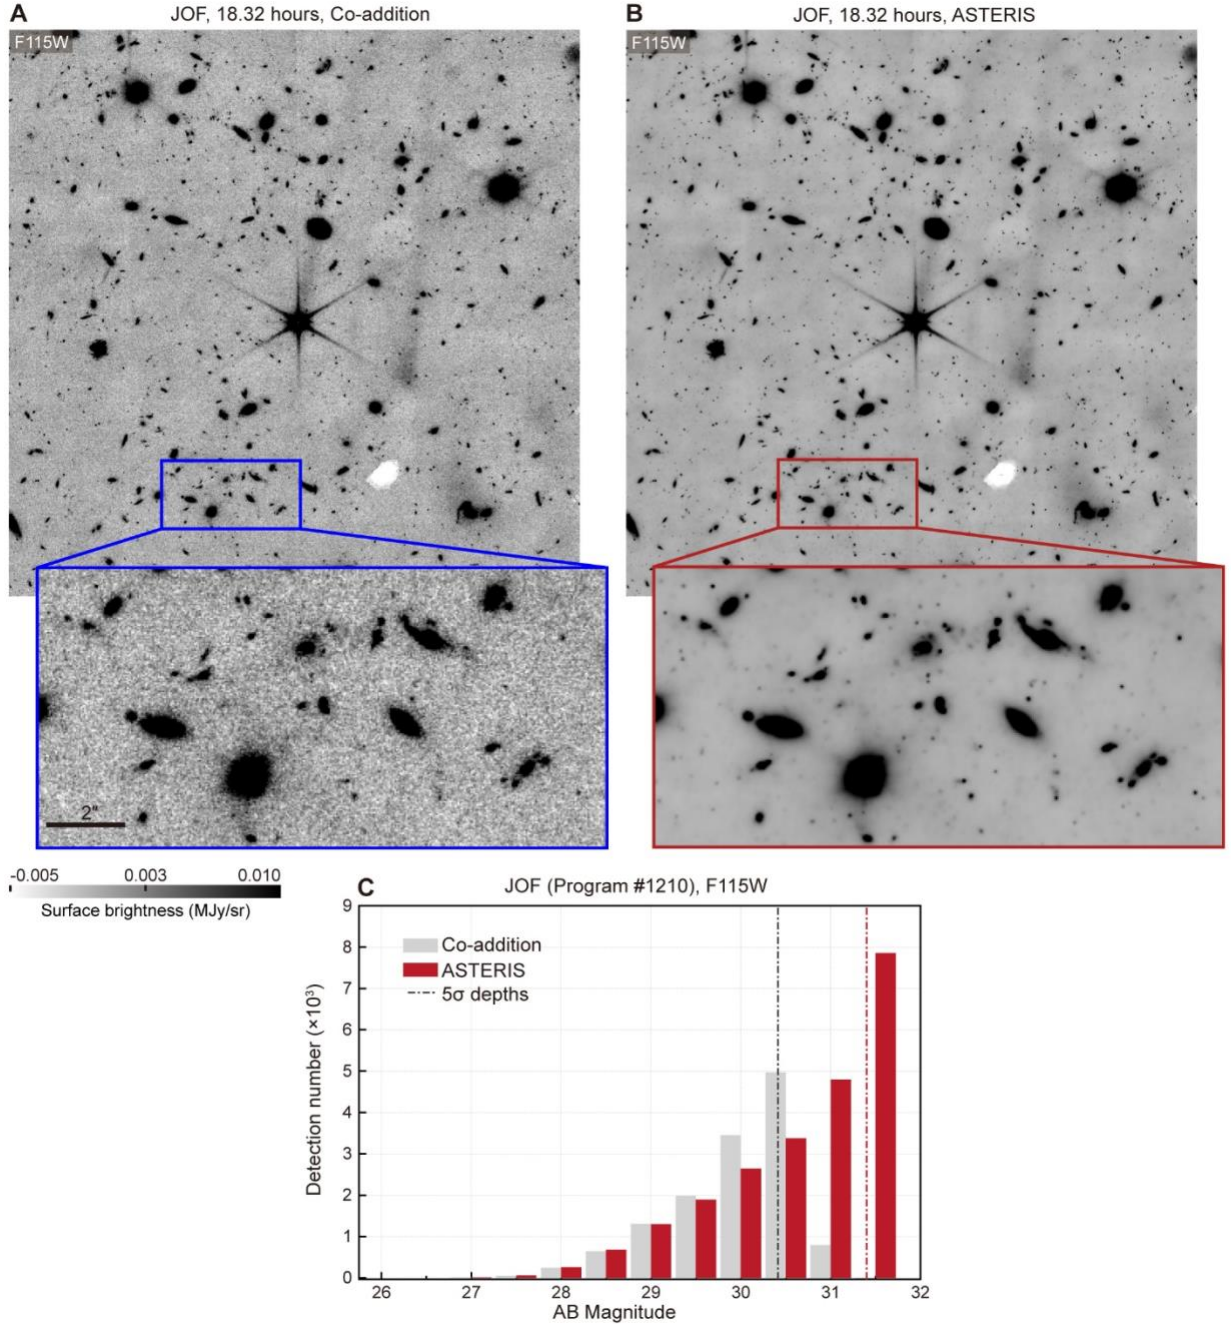 A JOF, 18.32 hours, Co-addition
F115W
B JOF, 18.32 hours, ASTERIS
F115W
2"
-0.005 0.003 0.010
Surface brightness (MJy/sr)
C JOF (Program #1210), F115W
Co-addition
ASTERIS
5σ depths
Detection number (×10³)
9
8
7
6
5
4
3
2
1
0
26 27 28 29 30 31 32
AB Magnitude